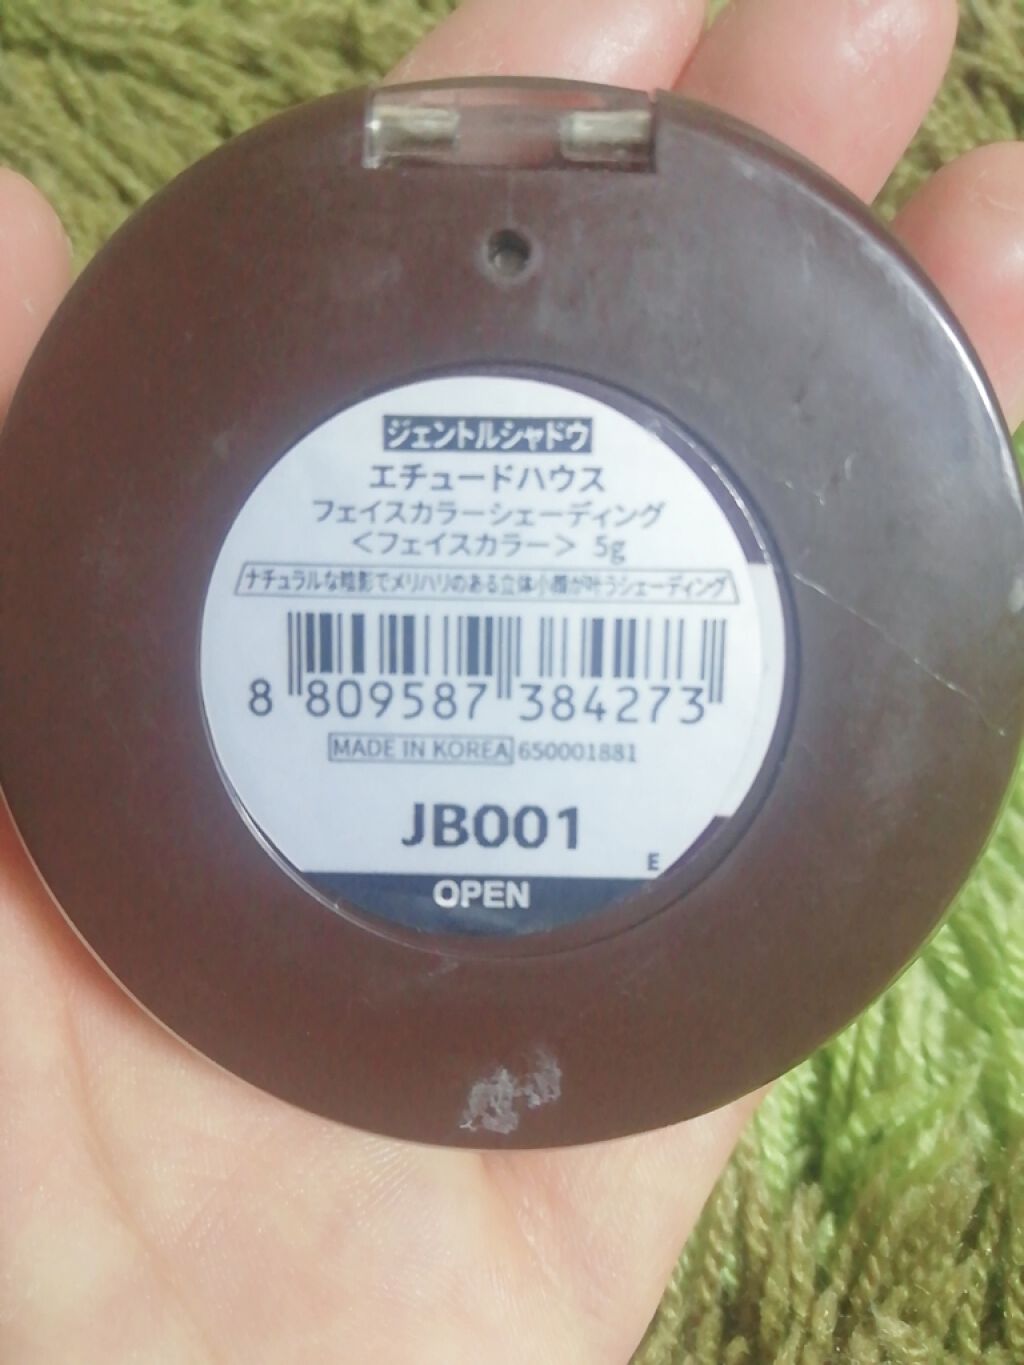 ジェントルシャドウ
エチュードハウス
フェイスカラーシェーディング
<フェイスカラー> 5g
ナチュラルな陰影でメリハリのある立体小顔が叶うシェーディング
8 809587 384273
MADE IN KOREA 650001881
JB001
E
OPEN